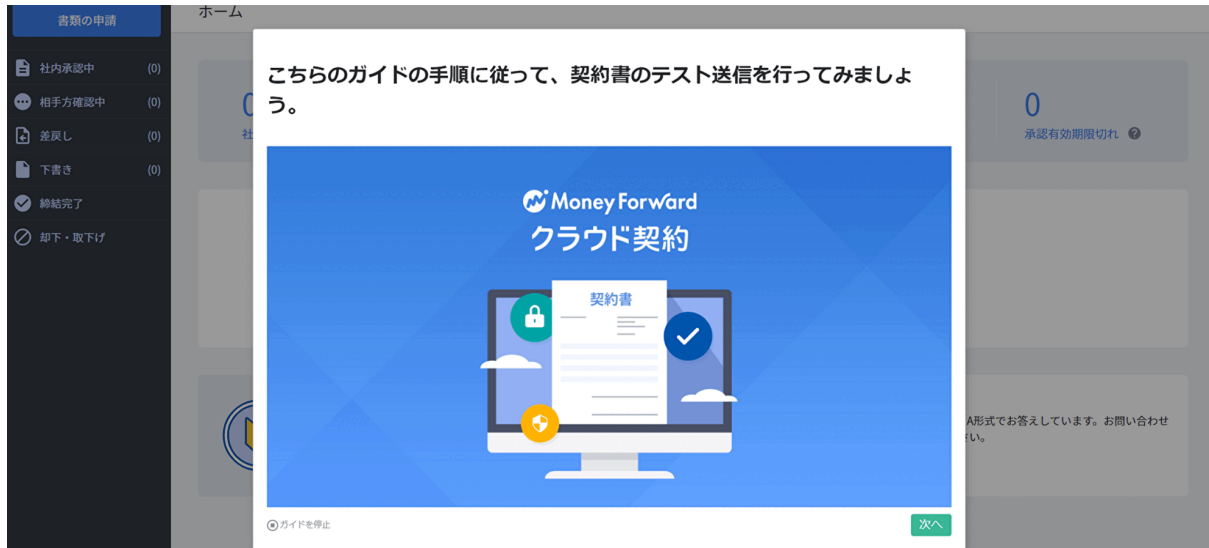 書類の申請
ホーム
社内承認中 (0)
相手方確認中 (0)
差戻し (0)
下書き (0)
締結完了
却下・取下げ
こちらのガイドの手順に従って、契約書のテスト送信を行ってみましょ
う。
0
社
0
承認有効期限切れ
Money Forward
クラウド契約
契約書
A形式でお答えしています。お問い合わせ
さい。
ガイドを停止
次へ